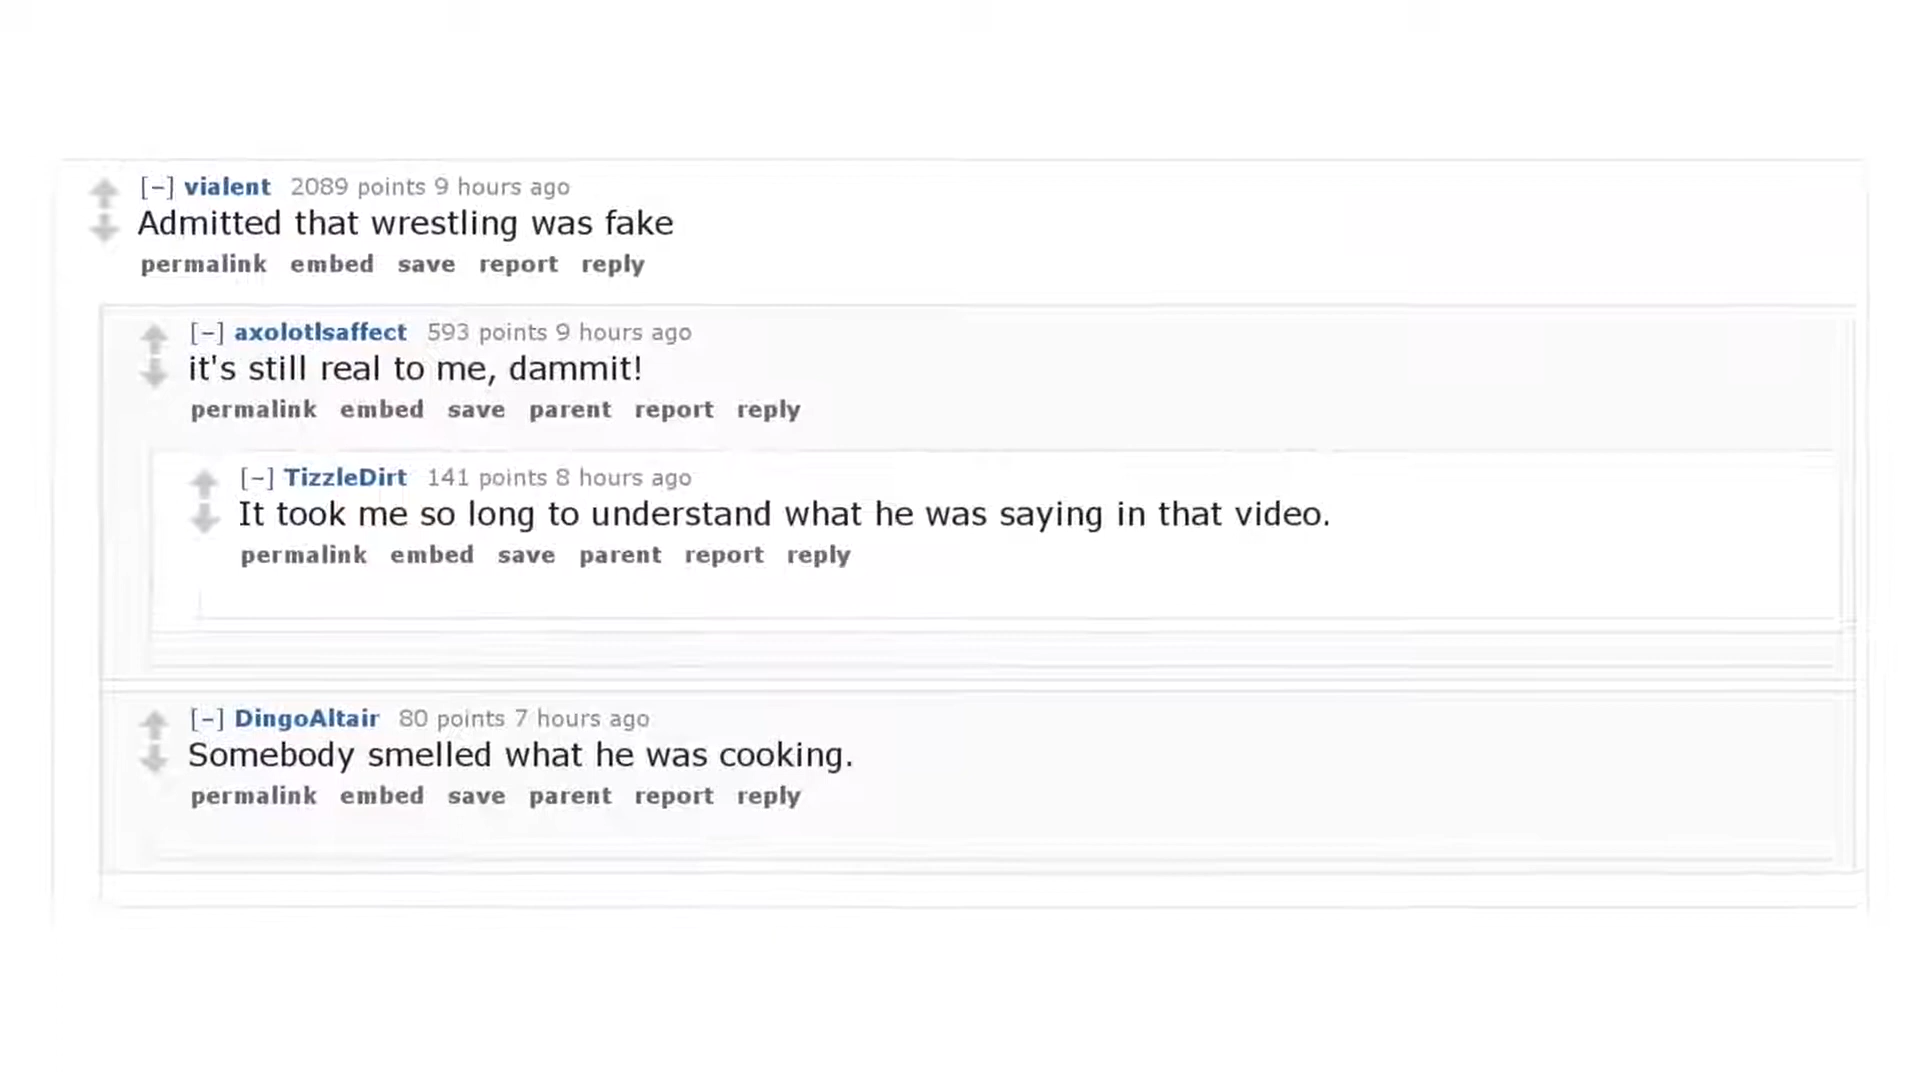 [–] vialent 2089 points 9 hours ago
Admitted that wrestling was fake
permalink embed save report reply
[–] axolotlsaffect 593 points 9 hours ago
it's still real to me, dammit!
permalink embed save parent report reply
[–] TizzleDirt 141 points 8 hours ago
It took me so long to understand what he was saying in that video.
permalink embed save parent report reply
[–] DingoAltair 80 points 7 hours ago
Somebody smelled what he was cooking.
permalink embed save parent report reply